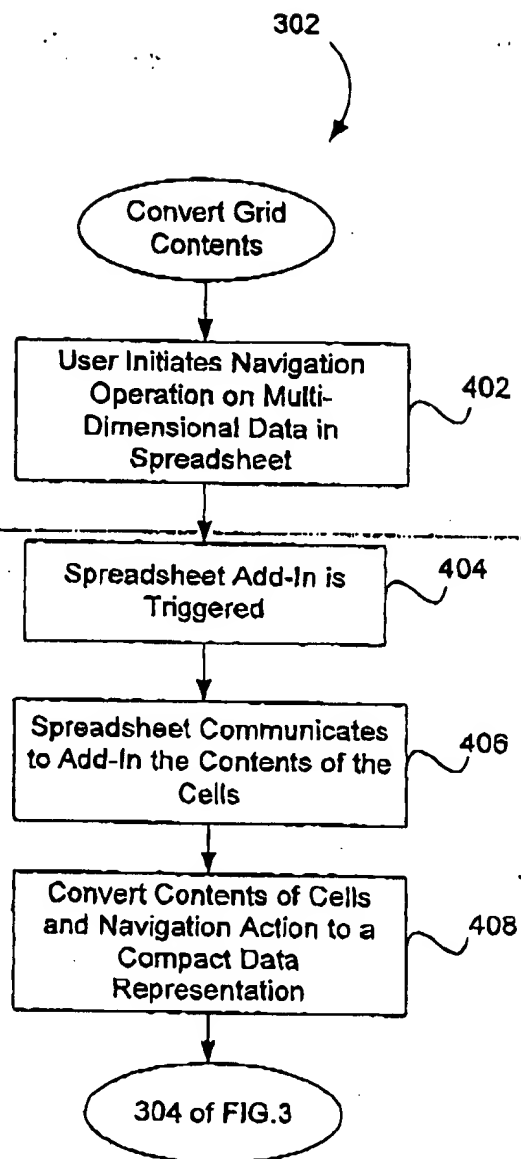 302
Convert Grid
Contents
User Initiates Navigation
Operation on Multi-
Dimensional Data in
Spreadsheet
402
Spreadsheet Add-In is
Triggered
404
Spreadsheet Communicates
to Add-In the Contents of the
Cells
406
Convert Contents of Cells
and Navigation Action to a
Compact Data
Representation
408
304 of FIG.3